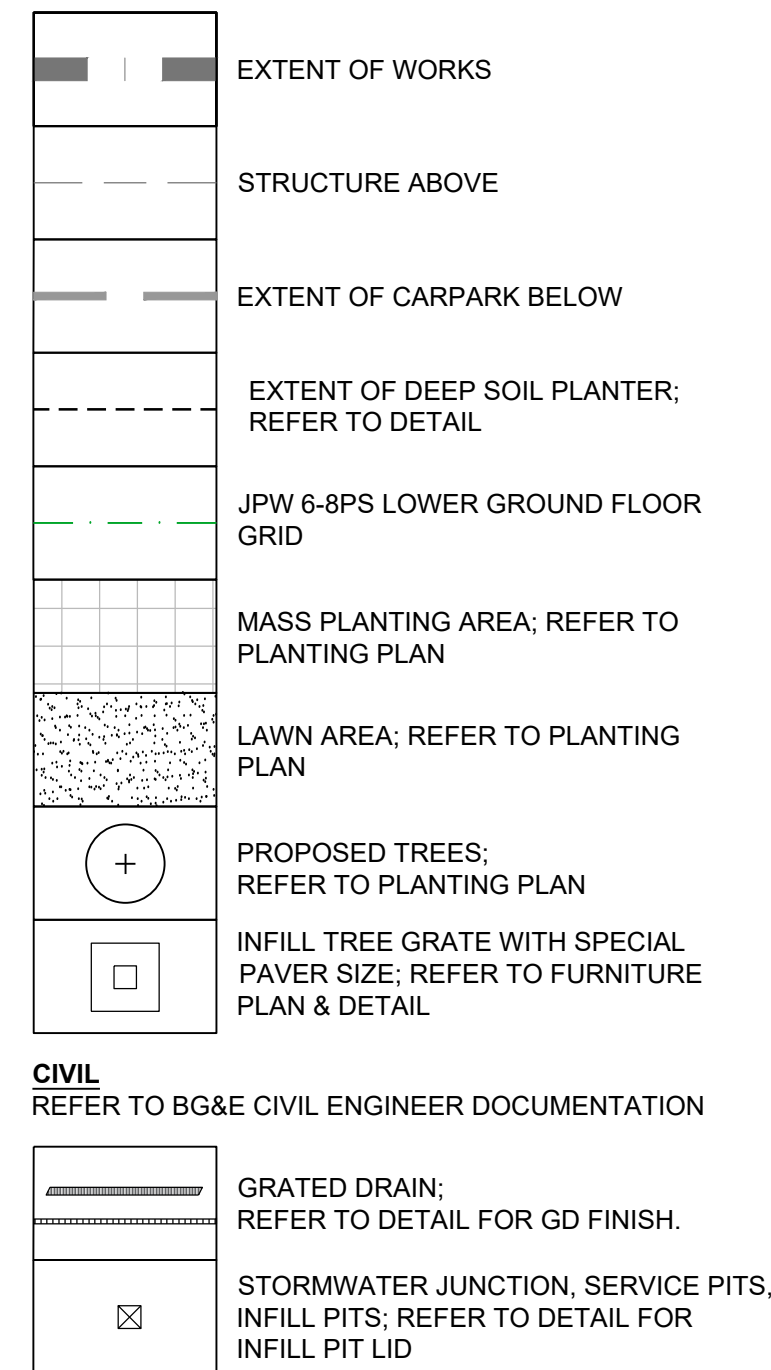 EXTENT OF WORKS
STRUCTURE ABOVE
EXTENT OF CARPARK BELOW
EXTENT OF DEEP SOIL PLANTER;
REFER TO DETAIL
JPW 6-8PS LOWER GROUND FLOOR
GRID
MASS PLANTING AREA; REFER TO
PLANTING PLAN
LAWN AREA; REFER TO PLANTING
PLAN
PROPOSED TREES;
REFER TO PLANTING PLAN
INFILL TREE GRATE WITH SPECIAL
PAVER SIZE; REFER TO FURNITURE
PLAN & DETAIL
CIVIL
REFER TO BG&E CIVIL ENGINEER DOCUMENTATION
GRATED DRAIN;
REFER TO DETAIL FOR GD FINISH.
STORMWATER JUNCTION, SERVICE PITS,
INFILL PITS; REFER TO DETAIL FOR
INFILL PIT LID